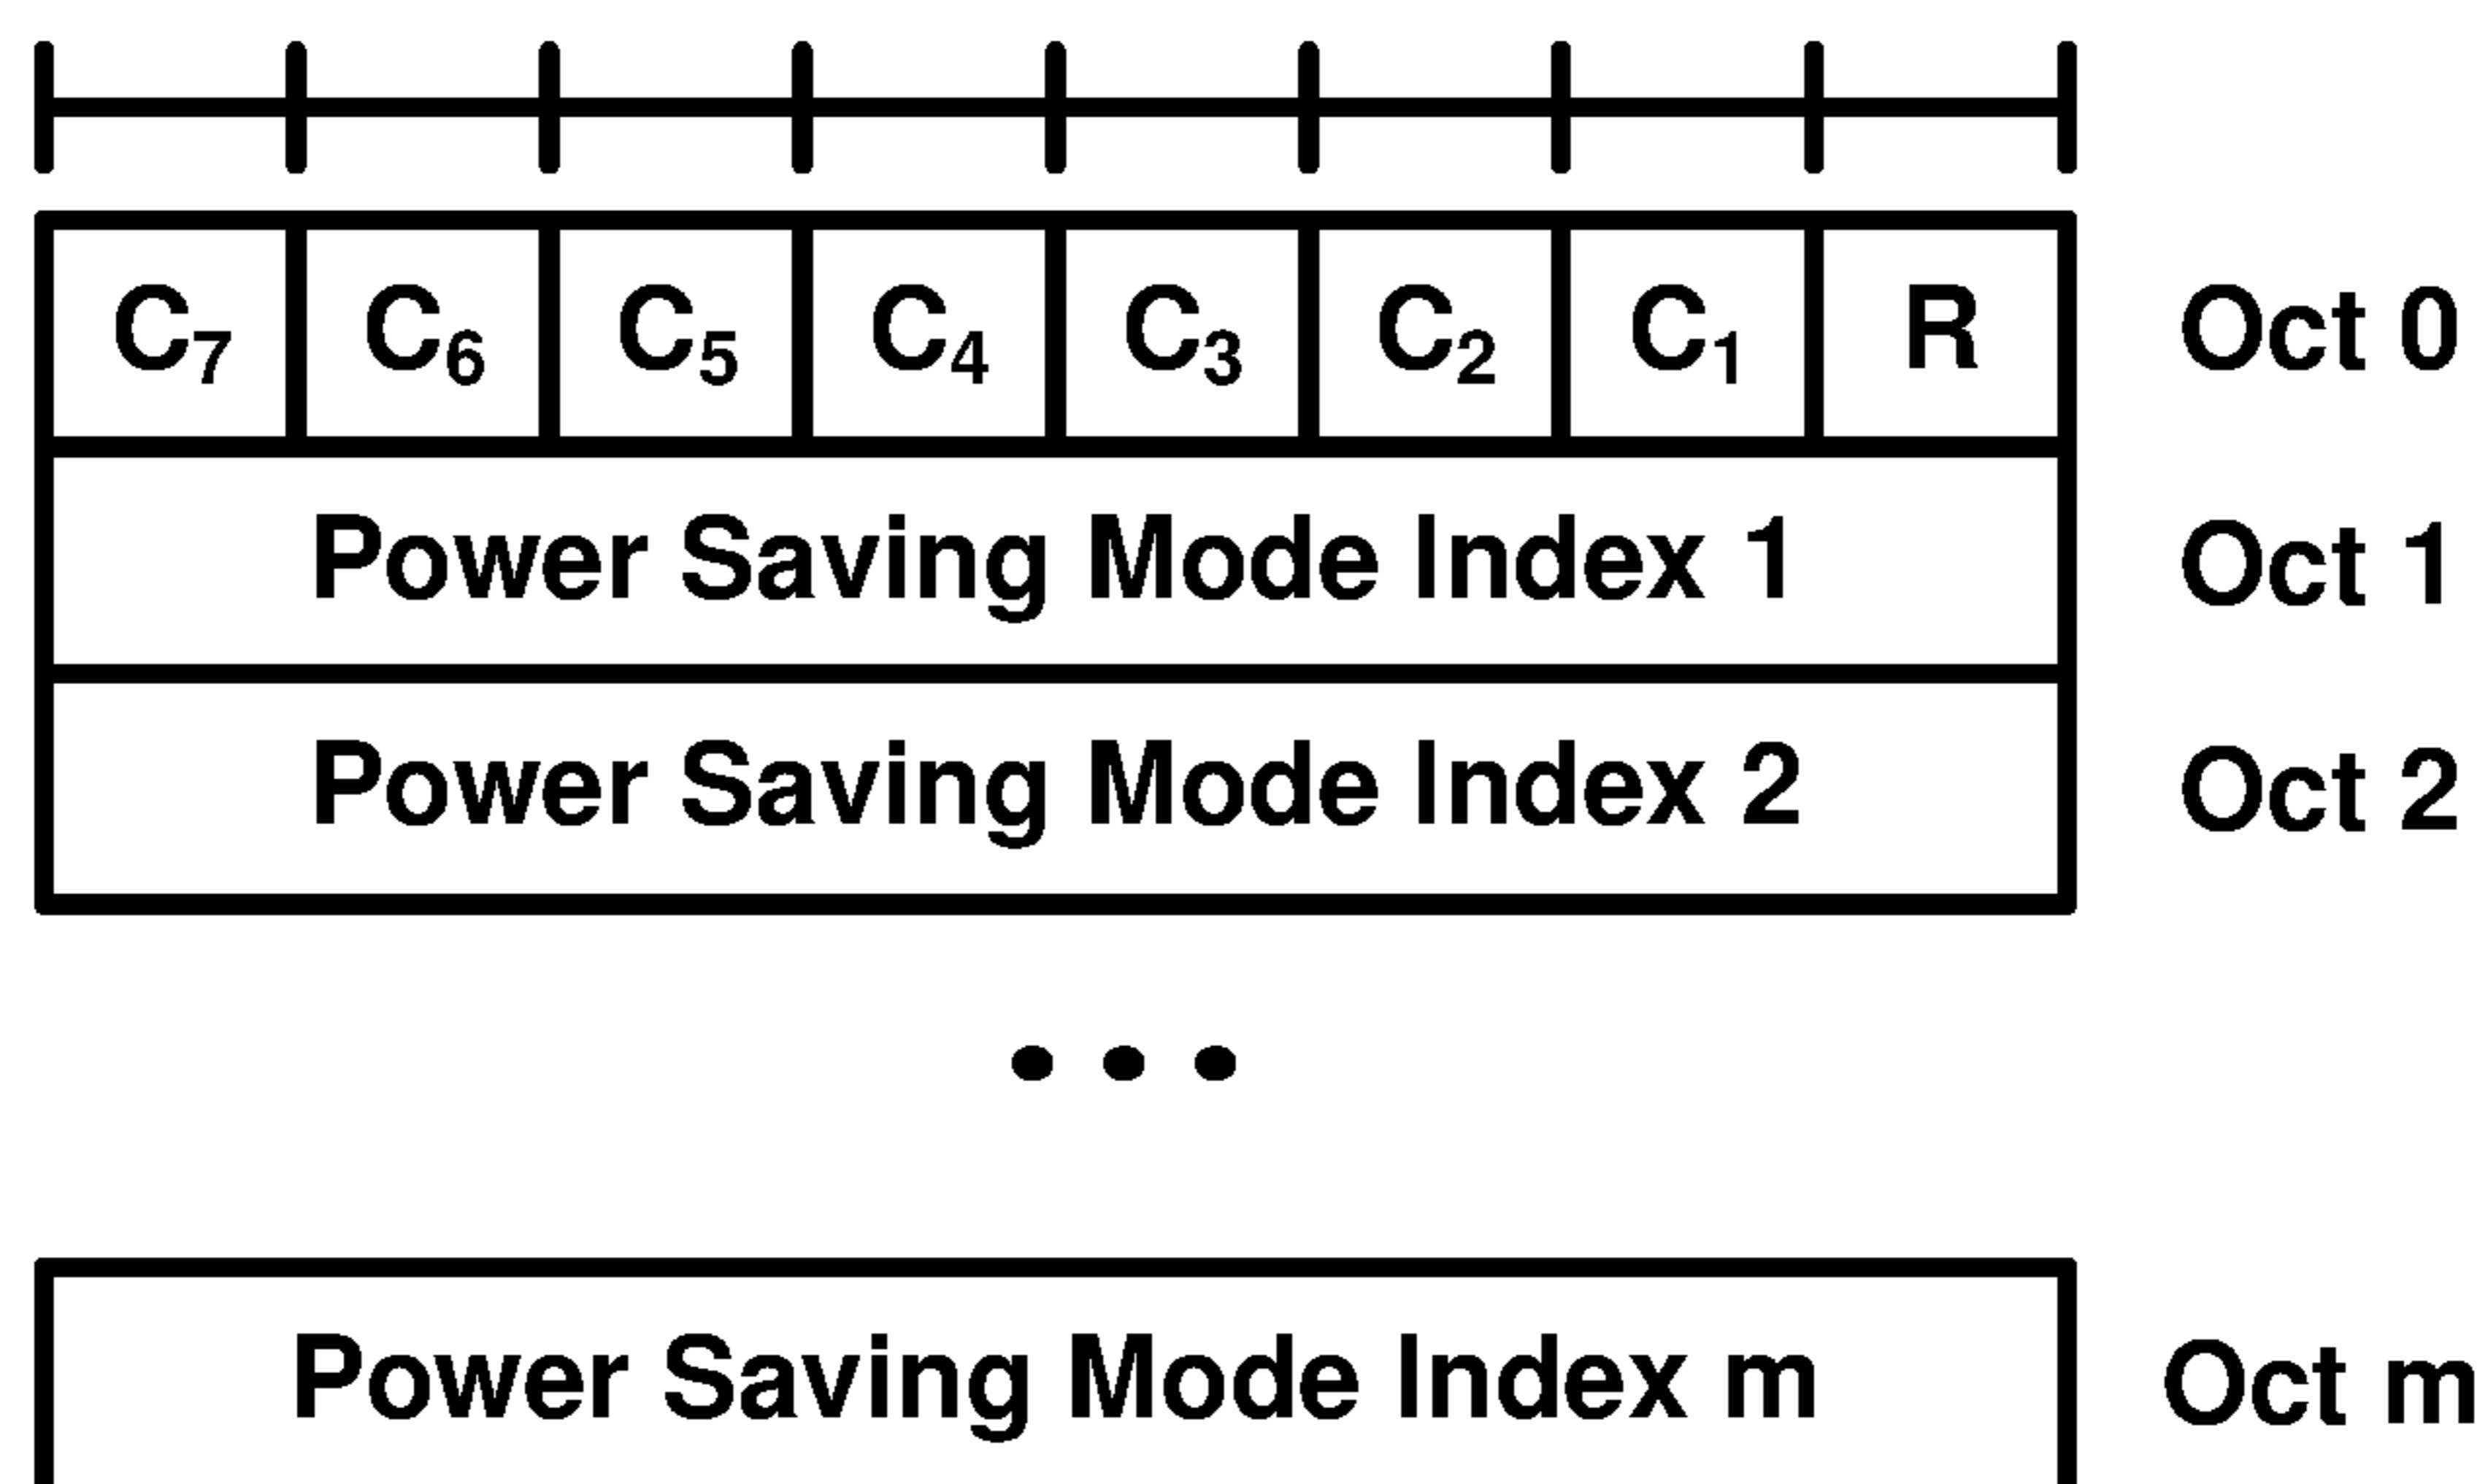 C₇ C₆ C₅ C₄ C₃ C₂ C₁ R Oct 0
Power Saving Mode Index 1 Oct 1
Power Saving Mode Index 2 Oct 2
• • •
Power Saving Mode Index m Oct m